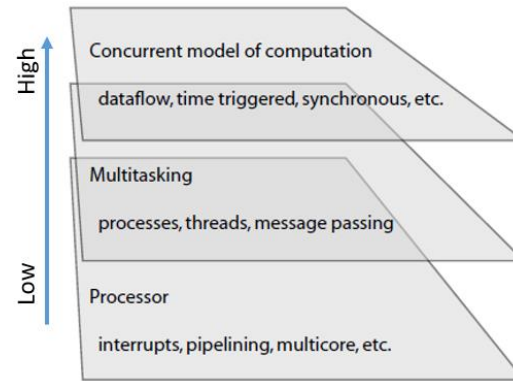 High
Concurrent model of computation
dataflow, time triggered, synchronous, etc.
Multitasking
processes, threads, message passing
Low
Processor
interrupts, pipelining, multicore, etc.